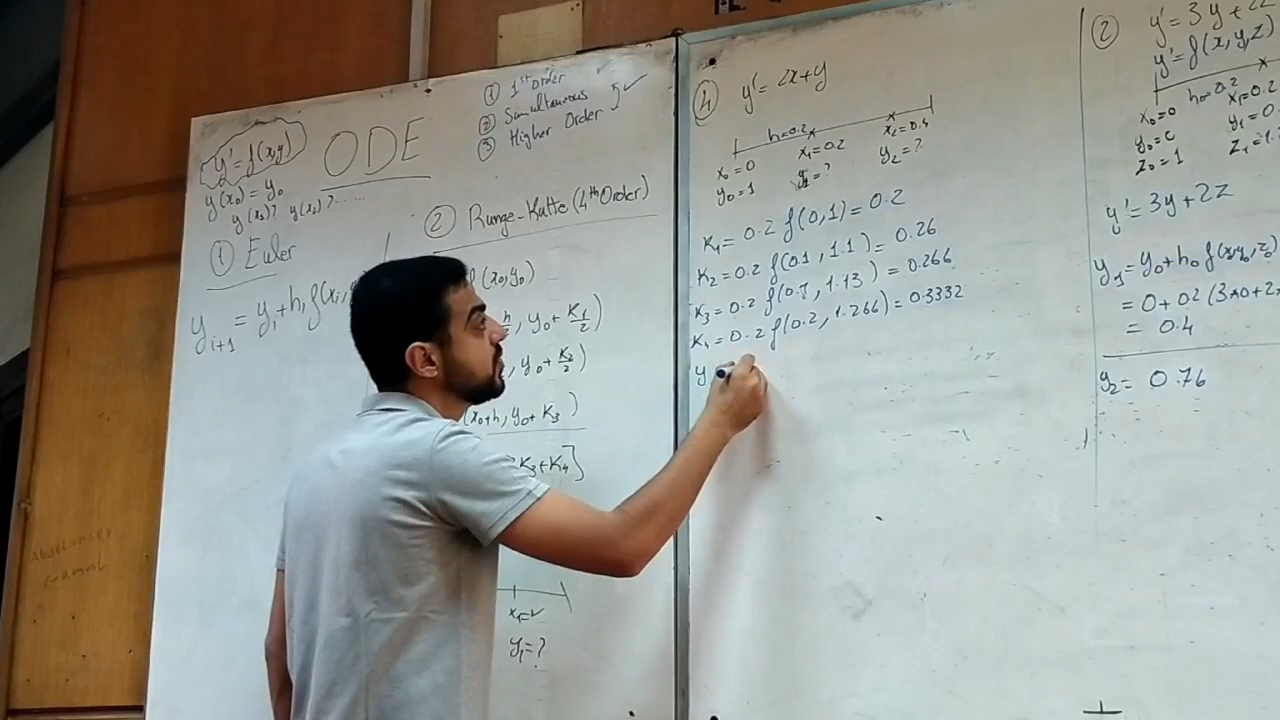 ① 1st Order
② Simultaneous
③ Higher Order
ODE
y' = f(x,y)
y(x₀) = y₀
y(x₁)? y(x₂)? ......
① Euler
y_{i+1} = y_i + h_i f(x_i,
② Runge-Kutta (4th Order)
(x₀,y₀)
h/2, y₀ + K₁/2)
, y₀ + K₂/2)
(x₀+h, y₀+ K₃ )
K₃+K₄]
y₁=?
y' = 2x+y
h=0.2
x₀=0 x₁=0.2 x₂=0.4
y₀=1 y₁=? y₂=?
K₁= 0.2 f(0,1) = 0.2
K₂= 0.2 f(0.1, 1.1) = 0.26
K₃= 0.2 f(0.1, 1.13) = 0.266
K₄= 0.2 f(0.2, 1.266) = 0.3332
y
② y' = 3y + 2z
y' = f(x,y,z)
h=0.2
x₀=0 x₁=0.2
y₀=0 y₁=0
z₀=1 z₁=1.
y' = 3y + 2z
y₁= y₀+h₀ f(x₀,y₀,z₀)
= 0+0.2 (3*0+2*
= 0.4
y₂= 0.76